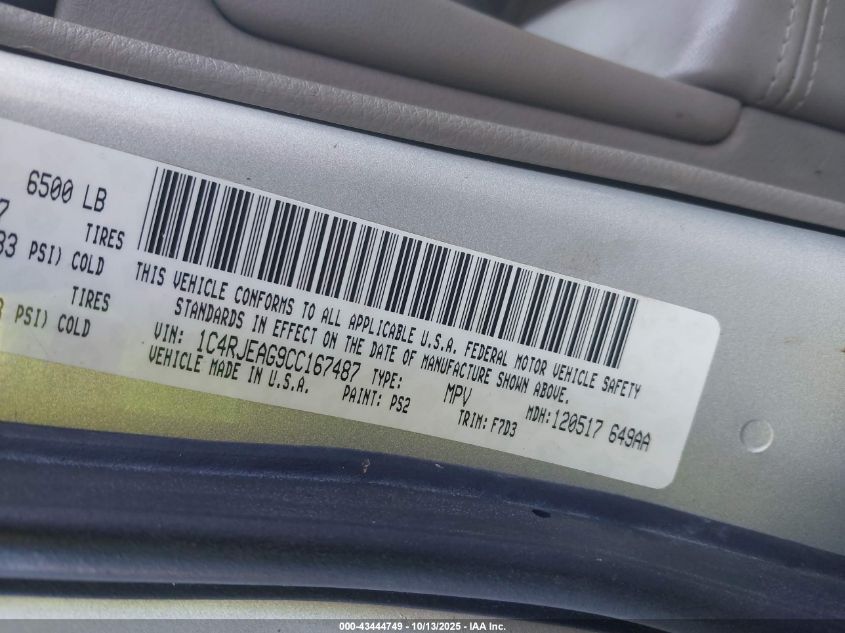 6500 LB
7
TIRES
33 PSI) COLD
TIRES
PSI) COLD
THIS VEHICLE CONFORMS TO ALL APPLICABLE U.S.A. FEDERAL MOTOR VEHICLE SAFETY
STANDARDS IN EFFECT ON THE DATE OF MANUFACTURE SHOWN ABOVE.
VIN: 1C4RJEAG9CC167487 TYPE: MPV MDH:120517 649AA
VEHICLE MADE IN U.S.A. PAINT: PS2 TRIM: F7D3
000-43444749 | 10/13/2025 - IAA Inc.